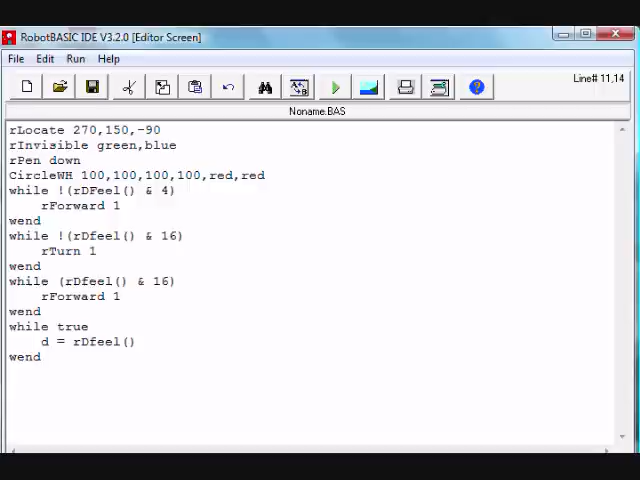 RobotBASIC IDE V3.2.0 [Editor Screen]
File Edit Run Help
Line# 11,14
Noname.BAS
rLocate 270,150,-90
rInvisible green,blue
rPen down
CircleWH 100,100,100,100,red,red
while !(rDFeel() & 4)
rForward 1
wend
while !(rDfeel() & 16)
rTurn 1
wend
while (rDfeel() & 16)
rForward 1
wend
while true
d = rDfeel()
wend